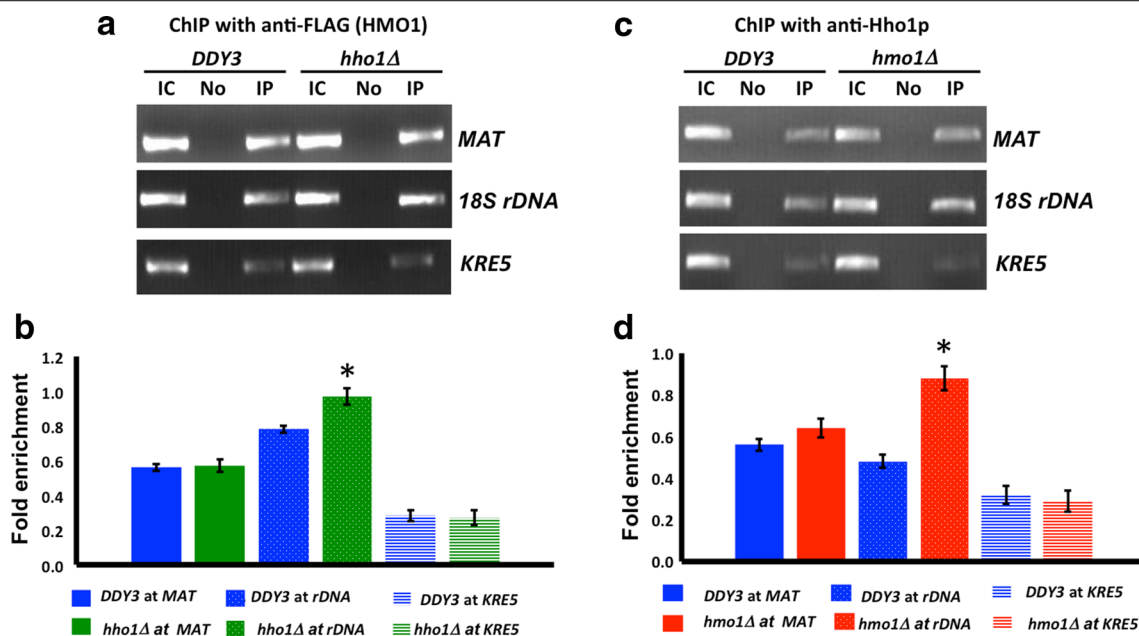 a
ChIP with anti-FLAG (HMO1)
DDY3 hho1Δ
IC No IP IC IP
MAT
18S rDNA
KRE5
b
1.2
1.0
0.8
0.6
0.4
0.2
0.0
Fold enrichment
*
DDY3 at MAT DDY3 at rDNA DDY3 at KRE5
hho1Δ at MAT hho1Δ at rDNA hho1Δ at KRE5
c
ChIP with anti-Hho1p
DDY3 hmo1Δ
IC No IP IC No IP
MAT
18S rDNA
KRE5
d
1.0
0.8
0.6
0.4
0.2
0.0
Fold enrichment
*
DDY3 at MAT DDY3 at rDNA DDY3 at KRE5
hmo1Δ at MAT hmo1Δ at rDNA hmo1Δ at KRE5